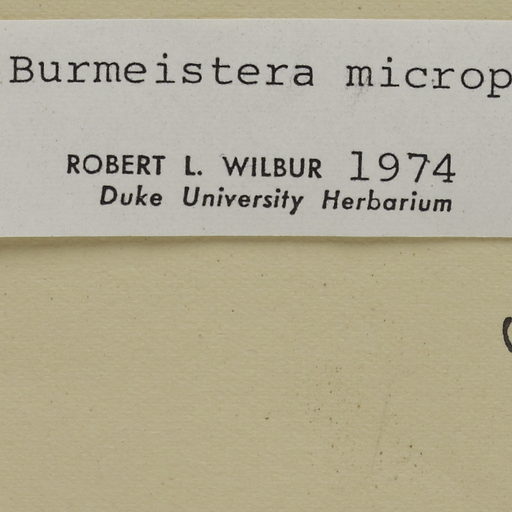 Burmeistera microp
ROBERT L. WILBUR 1974
Duke University Herbarium